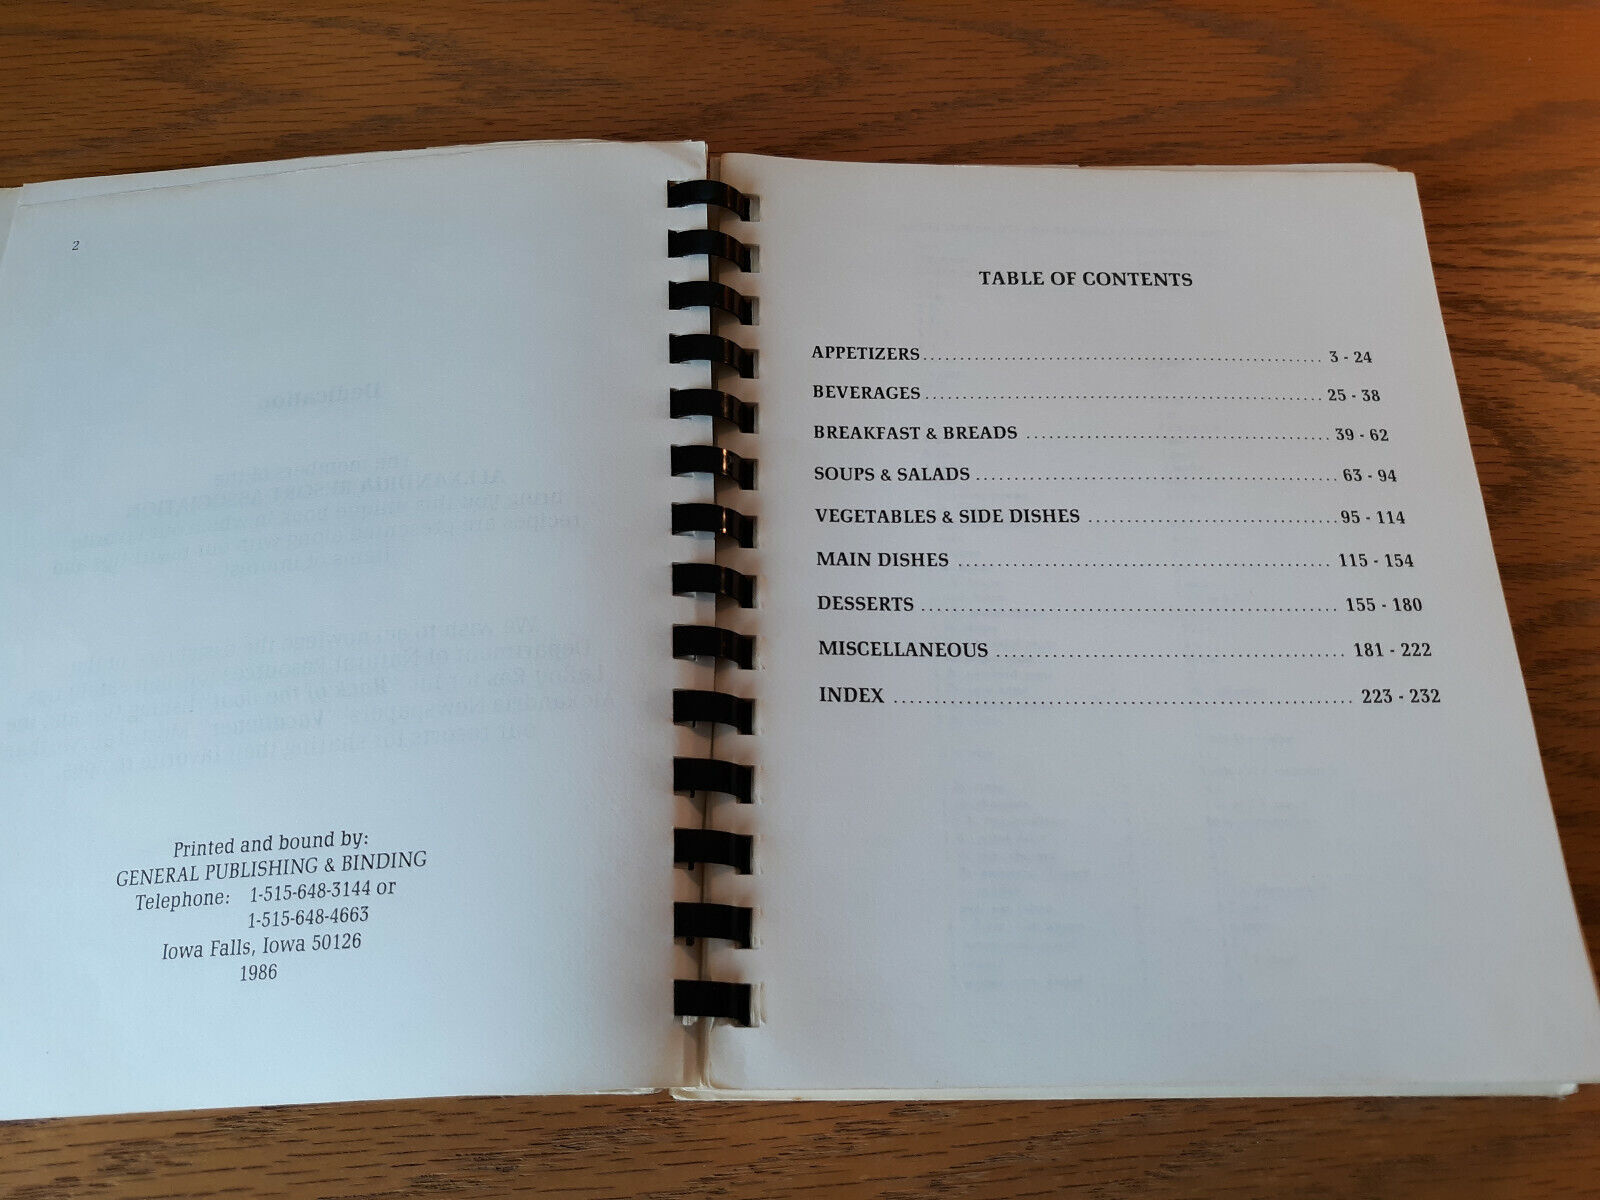 2
Printed and bound by:
GENERAL PUBLISHING & BINDING
Telephone: 1-515-648-3144 or
1-515-648-4663
Iowa Falls, Iowa 50126
1986
TABLE OF CONTENTS
APPETIZERS 3 - 24
BEVERAGES 25 - 38
BREAKFAST & BREADS 39 - 62
SOUPS & SALADS 63 - 94
VEGETABLES & SIDE DISHES 95 - 114
MAIN DISHES 115 - 154
DESSERTS 155 - 180
MISCELLANEOUS 181 - 222
INDEX 223 - 232